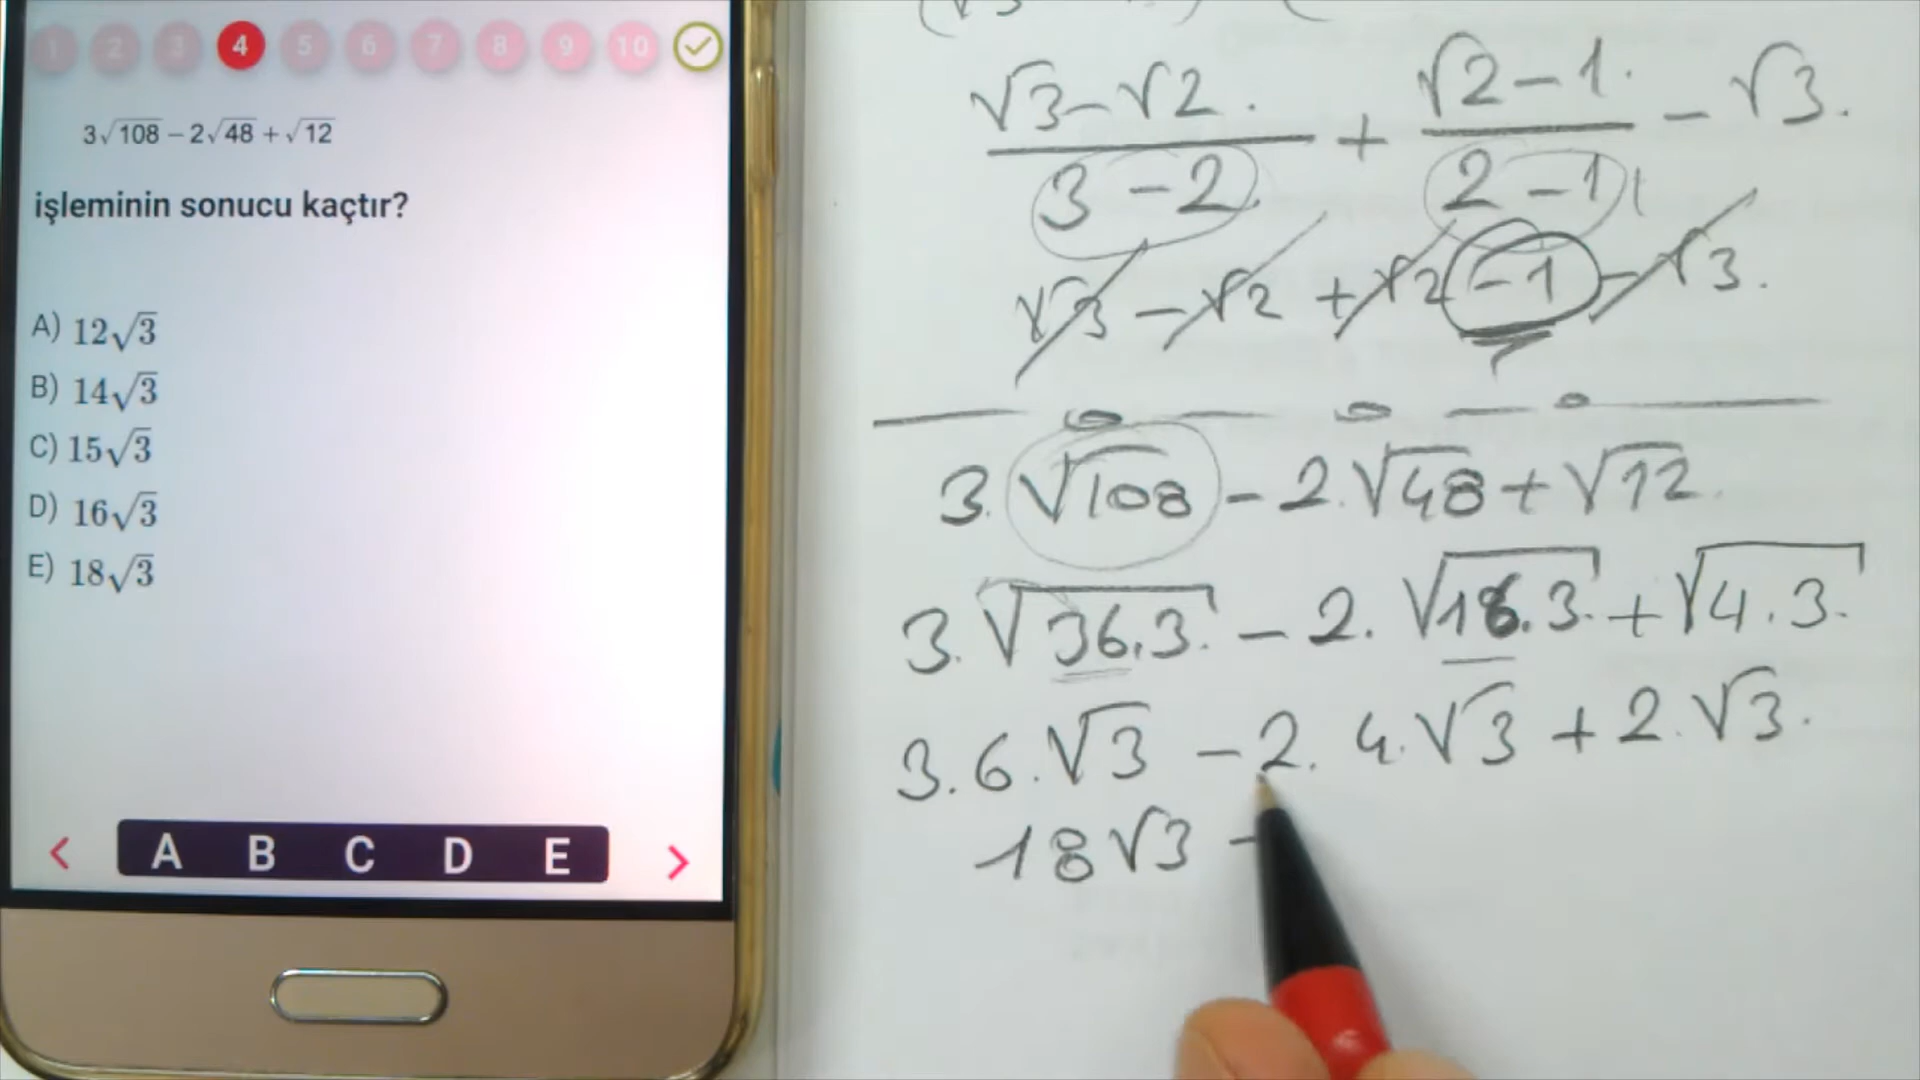 1 2 3 4 5 6 7 8 9 10
3√108 − 2√48 + √12
işleminin sonucu kaçtır?
A) 12√3
B) 14√3
C) 15√3
D) 16√3
E) 18√3
< A B C D E >
√3 − √2 / 3 − 2 + √2 − 1 / 2 − 1 − √3.
√3 − √2 + √2 − 1 − √3.
3.√108 − 2.√48 + √12.
3.√36.3 − 2.√16.3 + √4.3.
3.6.√3 − 2.4.√3 + 2.√3.
18√3 −